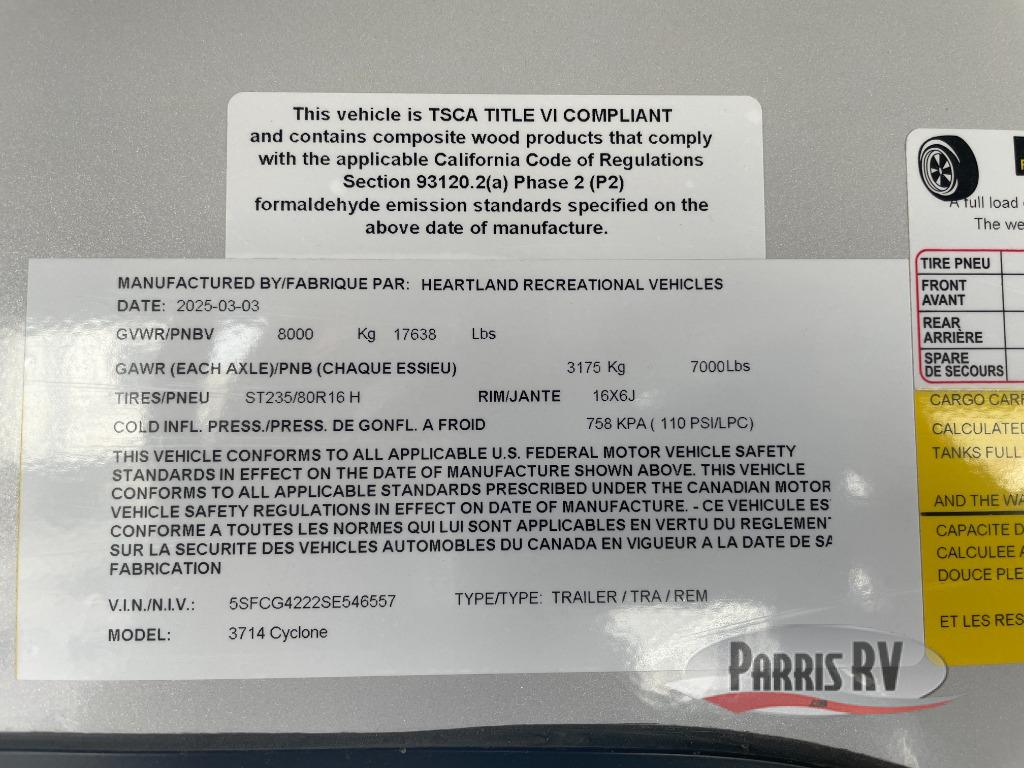 This vehicle is TSCA TITLE VI COMPLIANT
and contains composite wood products that comply
with the applicable California Code of Regulations
Section 93120.2(a) Phase 2 (P2)
formaldehyde emission standards specified on the
above date of manufacture.
MANUFACTURED BY/FABRIQUE PAR: HEARTLAND RECREATIONAL VEHICLES
DATE: 2025-03-03
GVWR/PNBV 8000 Kg 17638 Lbs
GAWR (EACH AXLE)/PNB (CHAQUE ESSIEU) 3175 Kg 7000Lbs
TIRES/PNEU ST235/80R16 H RIM/JANTE 16X6J
COLD INFL. PRESS./PRESS. DE GONFL. A FROID 758 KPA ( 110 PSI/LPC)
THIS VEHICLE CONFORMS TO ALL APPLICABLE U.S. FEDERAL MOTOR VEHICLE SAFETY
STANDARDS IN EFFECT ON THE DATE OF MANUFACTURE SHOWN ABOVE. THIS VEHICLE
CONFORMS TO ALL APPLICABLE STANDARDS PRESCRIBED UNDER THE CANADIAN MOTOR
VEHICLE SAFETY REGULATIONS IN EFFECT ON DATE OF MANUFACTURE. - CE VEHICULE ES
CONFORME A TOUTES LES NORMES QUI LUI SONT APPLICABLES EN VERTU DU REGLEMEN
SUR LA SECURITE DES VEHICLES AUTOMOBILES DU CANADA EN VIGUEUR A LA DATE DE SA
FABRICATION
V.I.N./N.I.V.: 5SFCG4222SE546557 TYPE/TYPE: TRAILER / TRA / REM
MODEL: 3714 Cyclone
A full load
The we
TIRE PNEU
FRONT
AVANT
REAR
ARRIÈRE
SPARE
DE SECOURS
CARGO CARR
CALCULATED
TANKS FULL
AND THE WA
CAPACITE D
CALCULEE A
DOUCE PLE
ET LES RES
PARRIS RV
.com